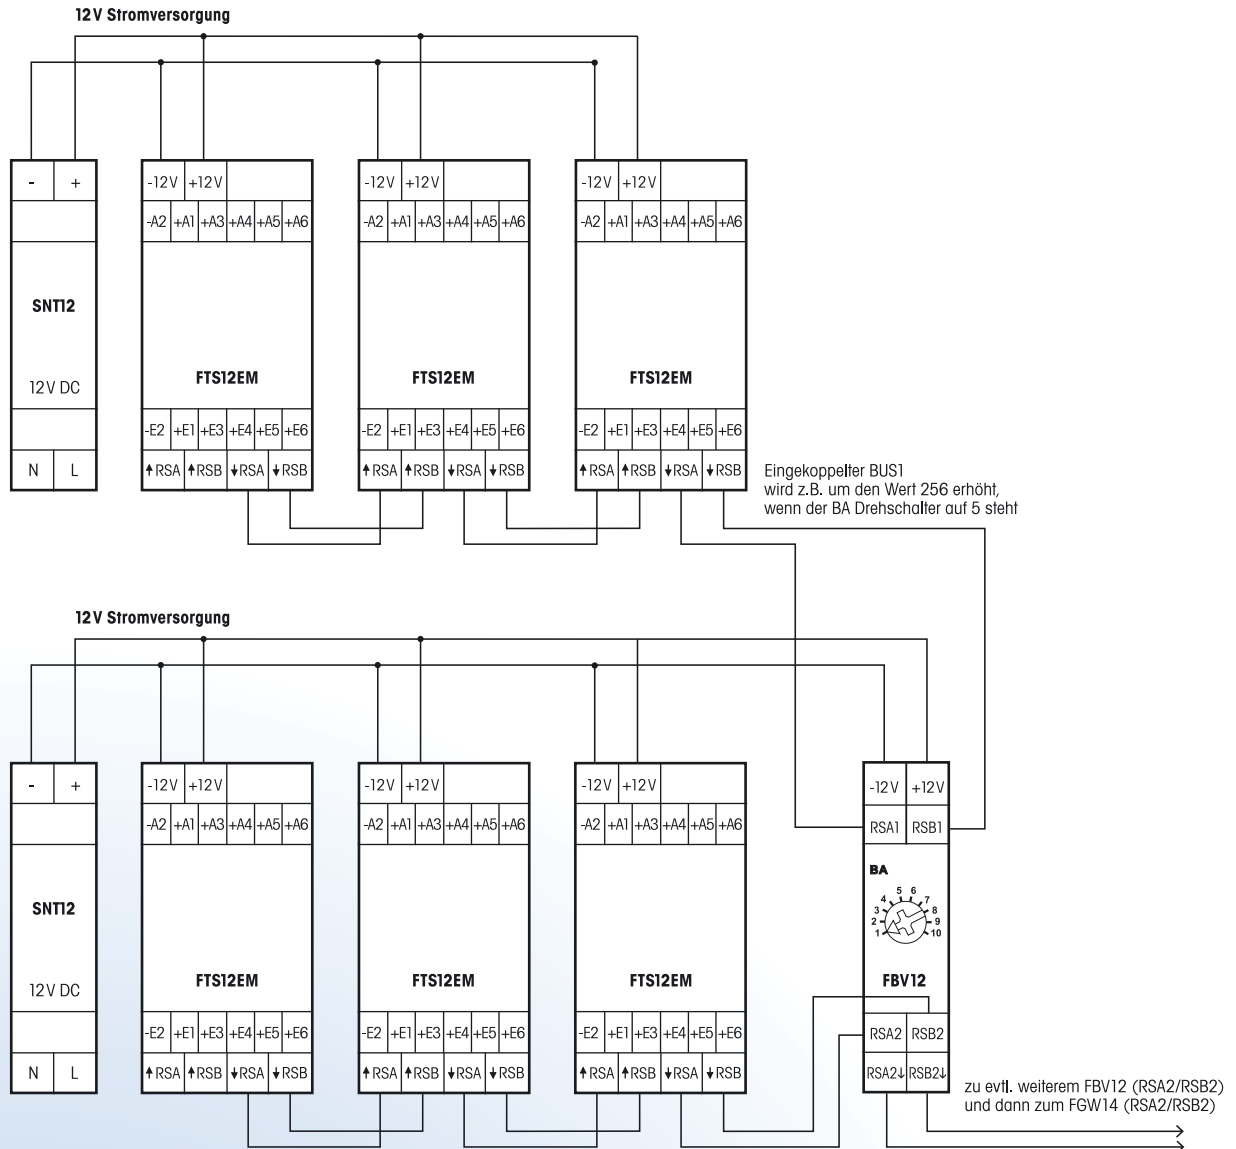 12V Stromversorgung
- +
-12V +12V
-12V +12V
-12V +12V
-A2 +A1 +A3 +A4 +A5 +A6
-A2 +A1 +A3 +A4 +A5 +A6
-A2 +A1 +A3 +A4 +A5 +A6
SNT12
12V DC
FTS12EM
FTS12EM
FTS12EM
-E2 +E1 +E3 +E4 +E5 +E6
-E2 +E1 +E3 +E4 +E5 +E6
-E2 +E1 +E3 +E4 +E5 +E6
N L
↑RSA ↑RSB ↓RSA ↓RSB
↑RSA ↑RSB ↓RSA ↓RSB
↑RSA ↑RSB ↓RSA ↓RSB
Eingekoppelter BUS1
wird z.B. um den Wert 256 erhöht,
wenn der BA Drehschalter auf 5 steht
12V Stromversorgung
- +
-12V +12V
-12V +12V
-12V +12V
-12V +12V
-A2 +A1 +A3 +A4 +A5 +A6
-A2 +A1 +A3 +A4 +A5 +A6
-A2 +A1 +A3 +A4 +A5 +A6
RSA1 RSB1
BA
1 2 3 4 5 6 7 8 9 10
SNT12
12V DC
FTS12EM
FTS12EM
FTS12EM
FBV12
-E2 +E1 +E3 +E4 +E5 +E6
-E2 +E1 +E3 +E4 +E5 +E6
-E2 +E1 +E3 +E4 +E5 +E6
RSA2 RSB2
N L
↑RSA ↑RSB ↓RSA ↓RSB
↑RSA ↑RSB ↓RSA ↓RSB
↑RSA ↑RSB ↓RSA ↓RSB
RSA2↓ RSB2↓
zu evtl. weiterem FBV12 (RSA2/RSB2)
und dann zum FGW14 (RSA2/RSB2)